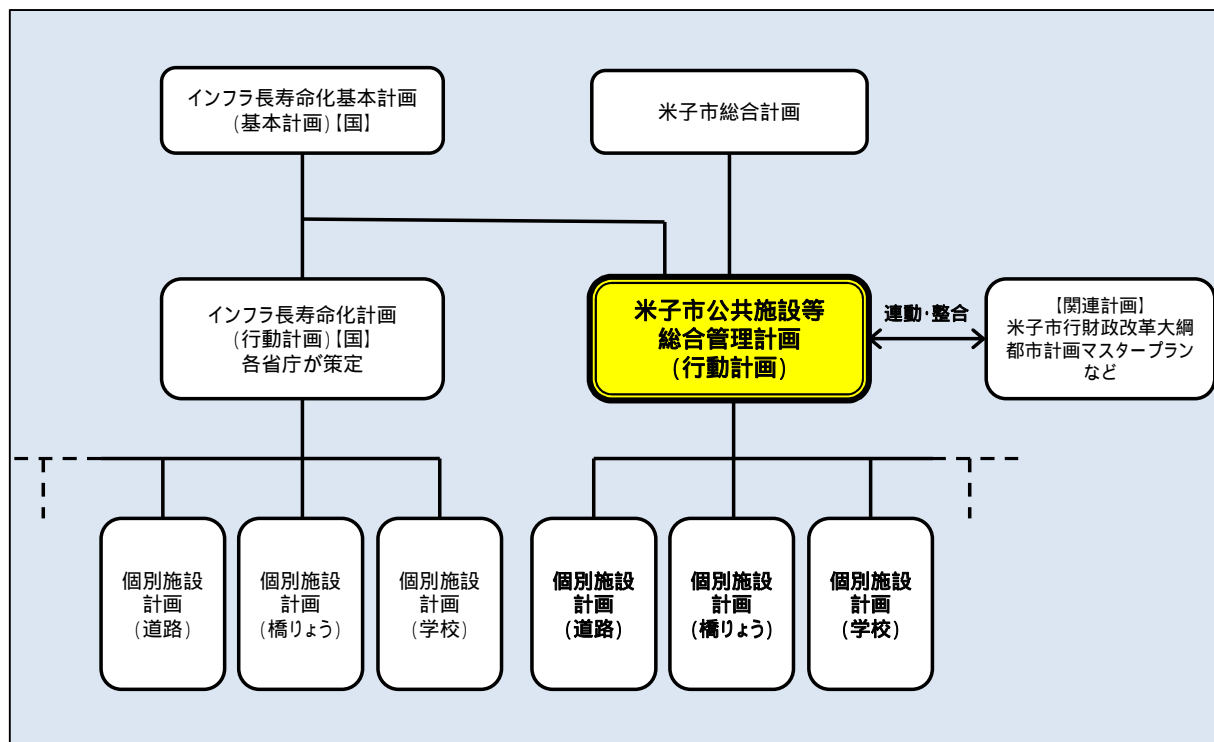 インフラ長寿命化基本計画
(基本計画)【国】
米子市総合計画
インフラ長寿命化計画
(行動計画)【国】
各省庁が策定
米子市公共施設等
総合管理計画
(行動計画)
連動・整合
【関連計画】
米子市行財政改革大綱
都市計画マスタープラン
など
個別施設
計画
(道路)
個別施設
計画
(橋りょう)
個別施設
計画
(学校)
個別施設
計画
(道路)
個別施設
計画
(橋りょう)
個別施設
計画
(学校)